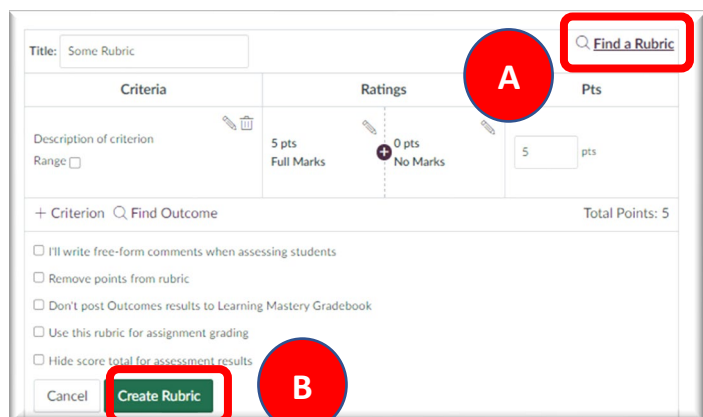 Title: Some Rubric
Find a Rubric
A
Criteria Ratings Pts
Description of criterion
Range
5 pts
Full Marks
0 pts
No Marks
5 pts
+ Criterion Find Outcome Total Points: 5
I'll write free-form comments when assessing students
Remove points from rubric
Don't post Outcomes results to Learning Mastery Gradebook
Use this rubric for assignment grading
Hide score total for assessment results
Cancel Create Rubric
B